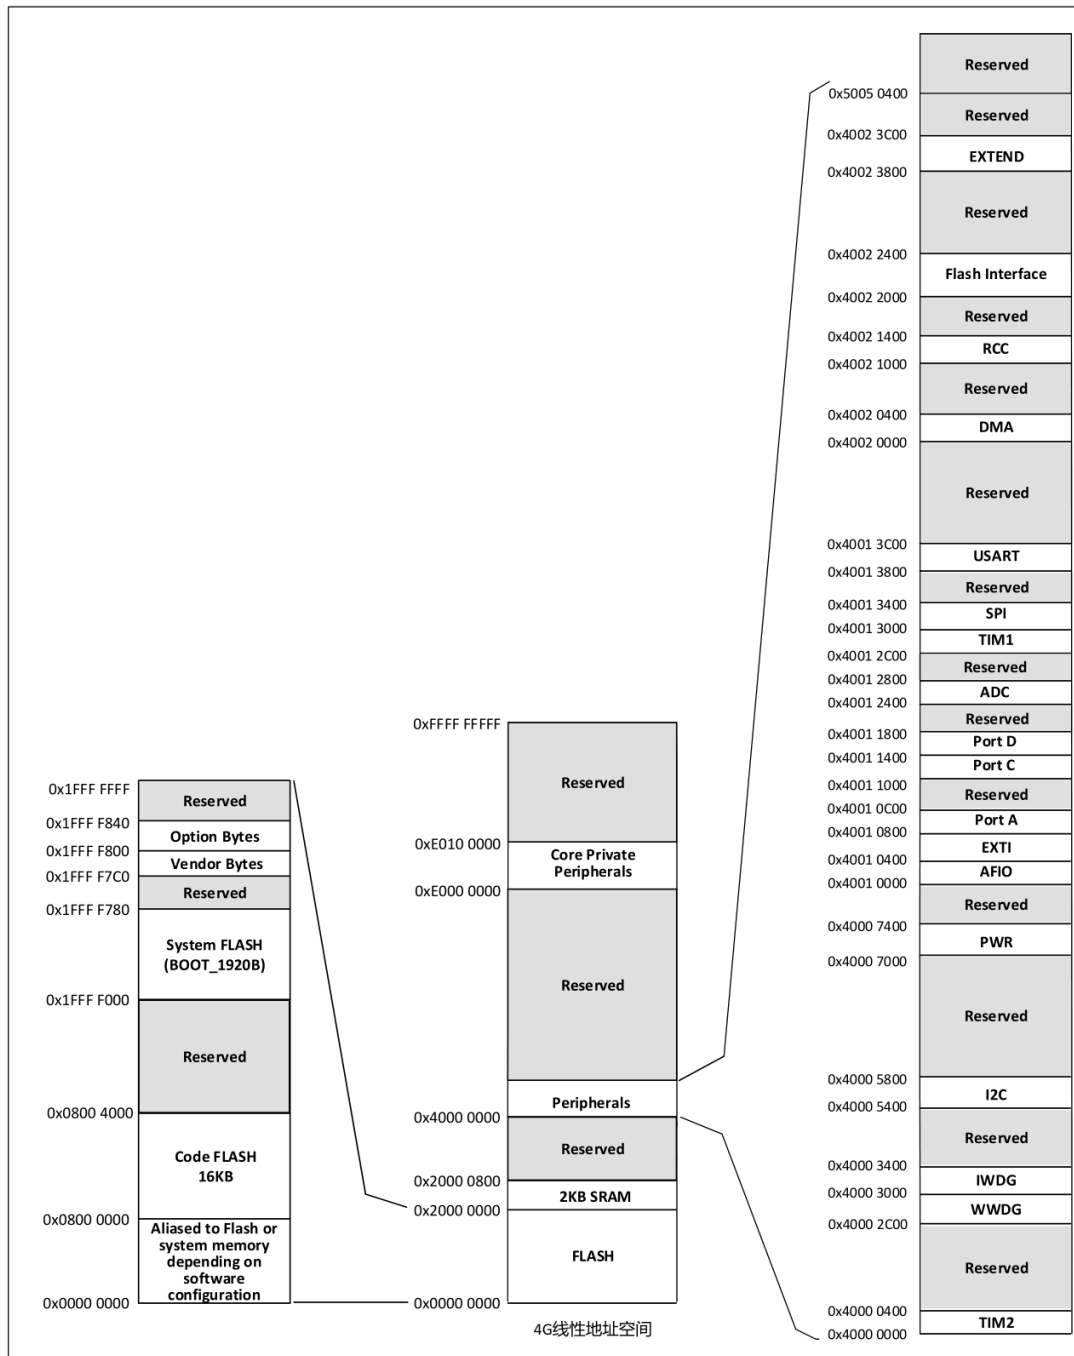 0x1FFF FFFF
Reserved
0x1FFF F840
Option Bytes
0x1FFF F800
Vendor Bytes
0x1FFF F7C0
Reserved
0x1FFF F780
System FLASH
(BOOT_1920B)
0x1FFF F000
Reserved
0x0800 4000
Code FLASH
16KB
0x0800 0000
Aliased to Flash or
system memory
depending on
software
configuration
0x0000 0000
0xFFFF FFFFF
Reserved
0xE010 0000
Core Private
Peripherals
0xE000 0000
Reserved
Peripherals
0x4000 0000
Reserved
0x2000 0800
2KB SRAM
0x2000 0000
FLASH
0x0000 0000
4G线性地址空间
Reserved
0x5005 0400
Reserved
0x4002 3C00
EXTEND
0x4002 3800
Reserved
0x4002 2400
Flash Interface
0x4002 2000
Reserved
0x4002 1400
RCC
0x4002 1000
Reserved
0x4002 0400
DMA
0x4002 0000
Reserved
0x4001 3C00
USART
0x4001 3800
Reserved
0x4001 3400
SPI
0x4001 3000
TIM1
0x4001 2C00
Reserved
0x4001 2800
ADC
0x4001 2400
Reserved
0x4001 1800
Port D
0x4001 1400
Port C
0x4001 1000
Reserved
0x4001 0C00
Port A
0x4001 0800
EXTI
0x4001 0400
AFIO
0x4001 0000
Reserved
0x4000 7400
PWR
0x4000 7000
Reserved
0x4000 5800
I2C
0x4000 5400
Reserved
0x4000 3400
IWDG
0x4000 3000
WWDG
0x4000 2C00
Reserved
0x4000 0400
TIM2
0x4000 0000